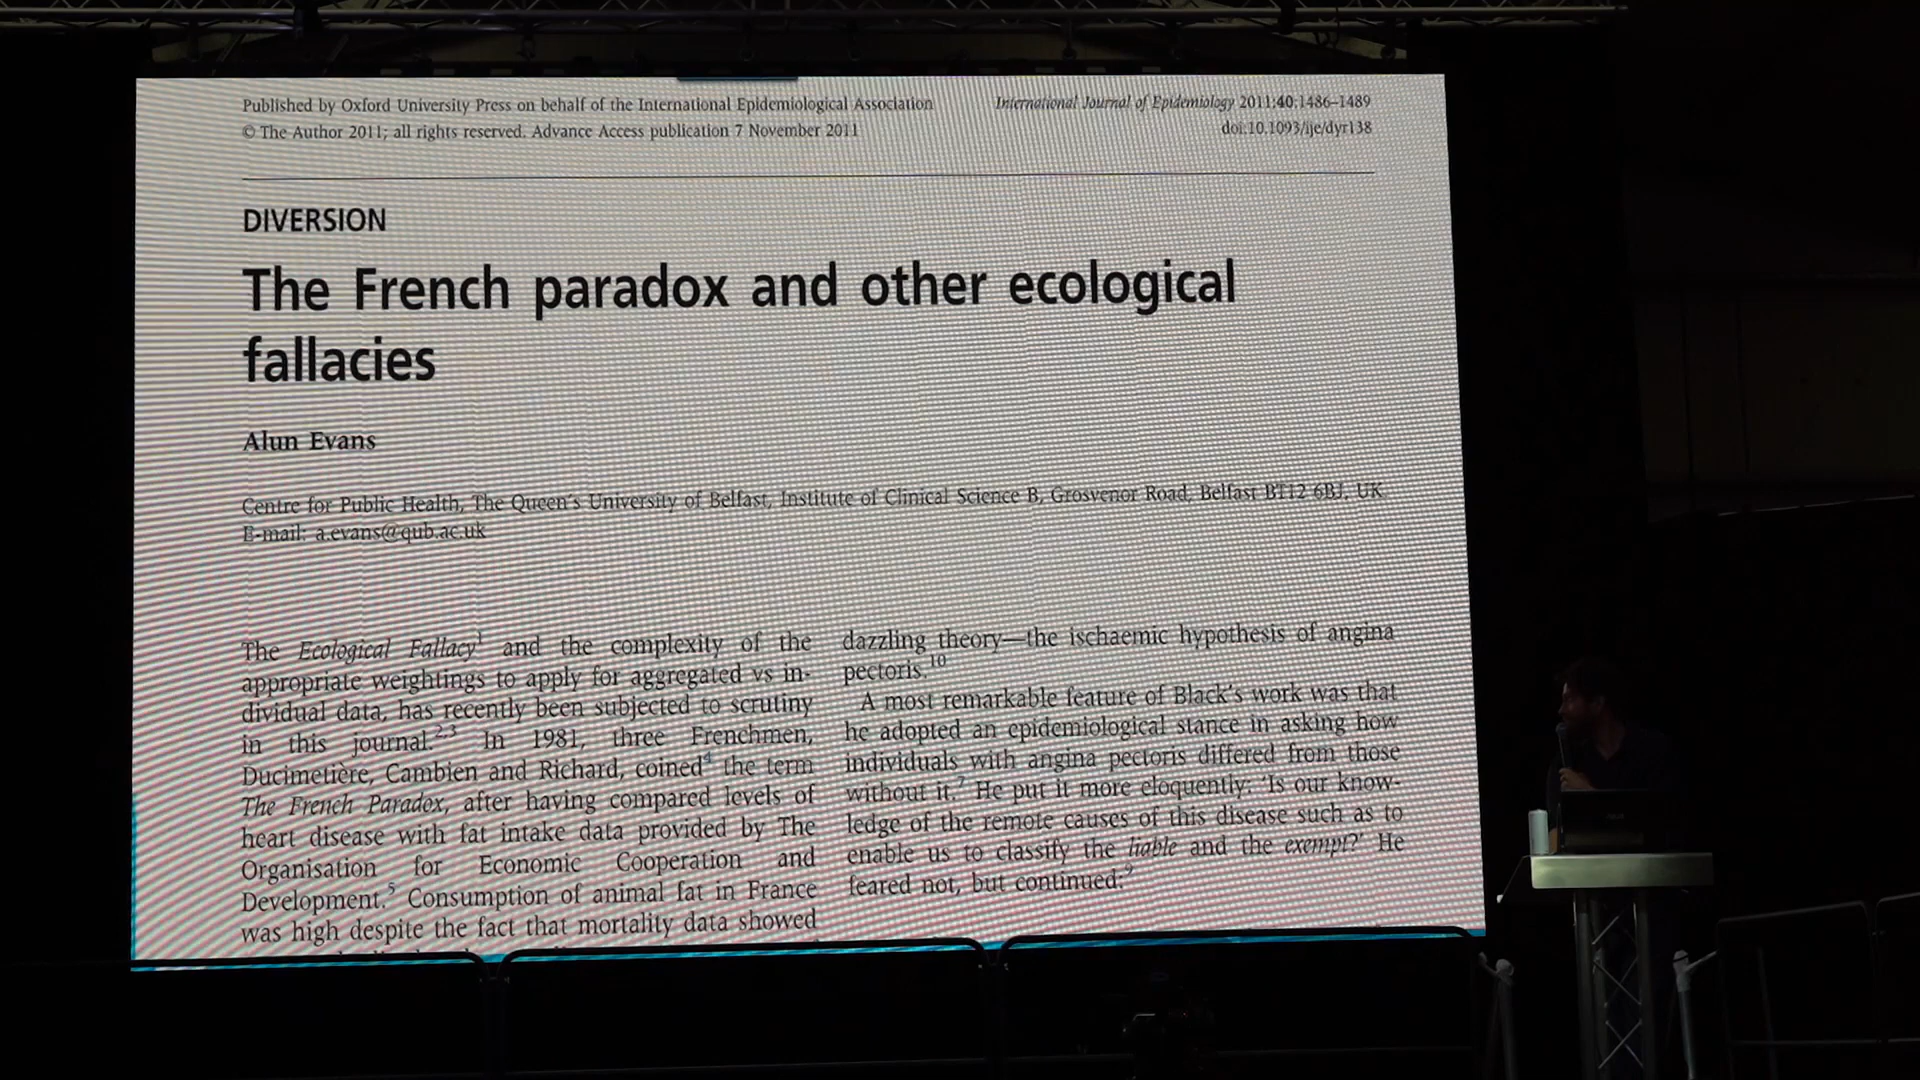 Published by Oxford University Press on behalf of the International Epidemiological Association
© The Author 2011; all rights reserved. Advance Access publication 7 November 2011
International Journal of Epidemiology 2011;40:1486–1489
doi:10.1093/ije/dyr138
DIVERSION
The French paradox and other ecological
fallacies
Alun Evans
Centre for Public Health, The Queen's University of Belfast, Institute of Clinical Science B, Grosvenor Road, Belfast BT12 6BJ, UK.
E-mail: a.evans@qub.ac.uk
The Ecological Fallacy1 and the complexity of the
appropriate weightings to apply for aggregated vs in-
dividual data, has recently been subjected to scrutiny
in this journal.2,3 In 1981, three Frenchmen,
Ducimetière, Cambien and Richard, coined4 the term
The French Paradox, after having compared levels of
heart disease with fat intake data provided by The
Organisation for Economic Cooperation and
Development.5 Consumption of animal fat in France
was high despite the fact that mortality data showed
dazzling theory—the ischaemic hypothesis of angina
pectoris.10
A most remarkable feature of Black's work was that
he adopted an epidemiological stance in asking how
individuals with angina pectoris differed from those
without it.7 He put it more eloquently: 'Is our know-
ledge of the remote causes of this disease such as to
enable us to classify the liable and the exempt?' He
feared not, but continued:9